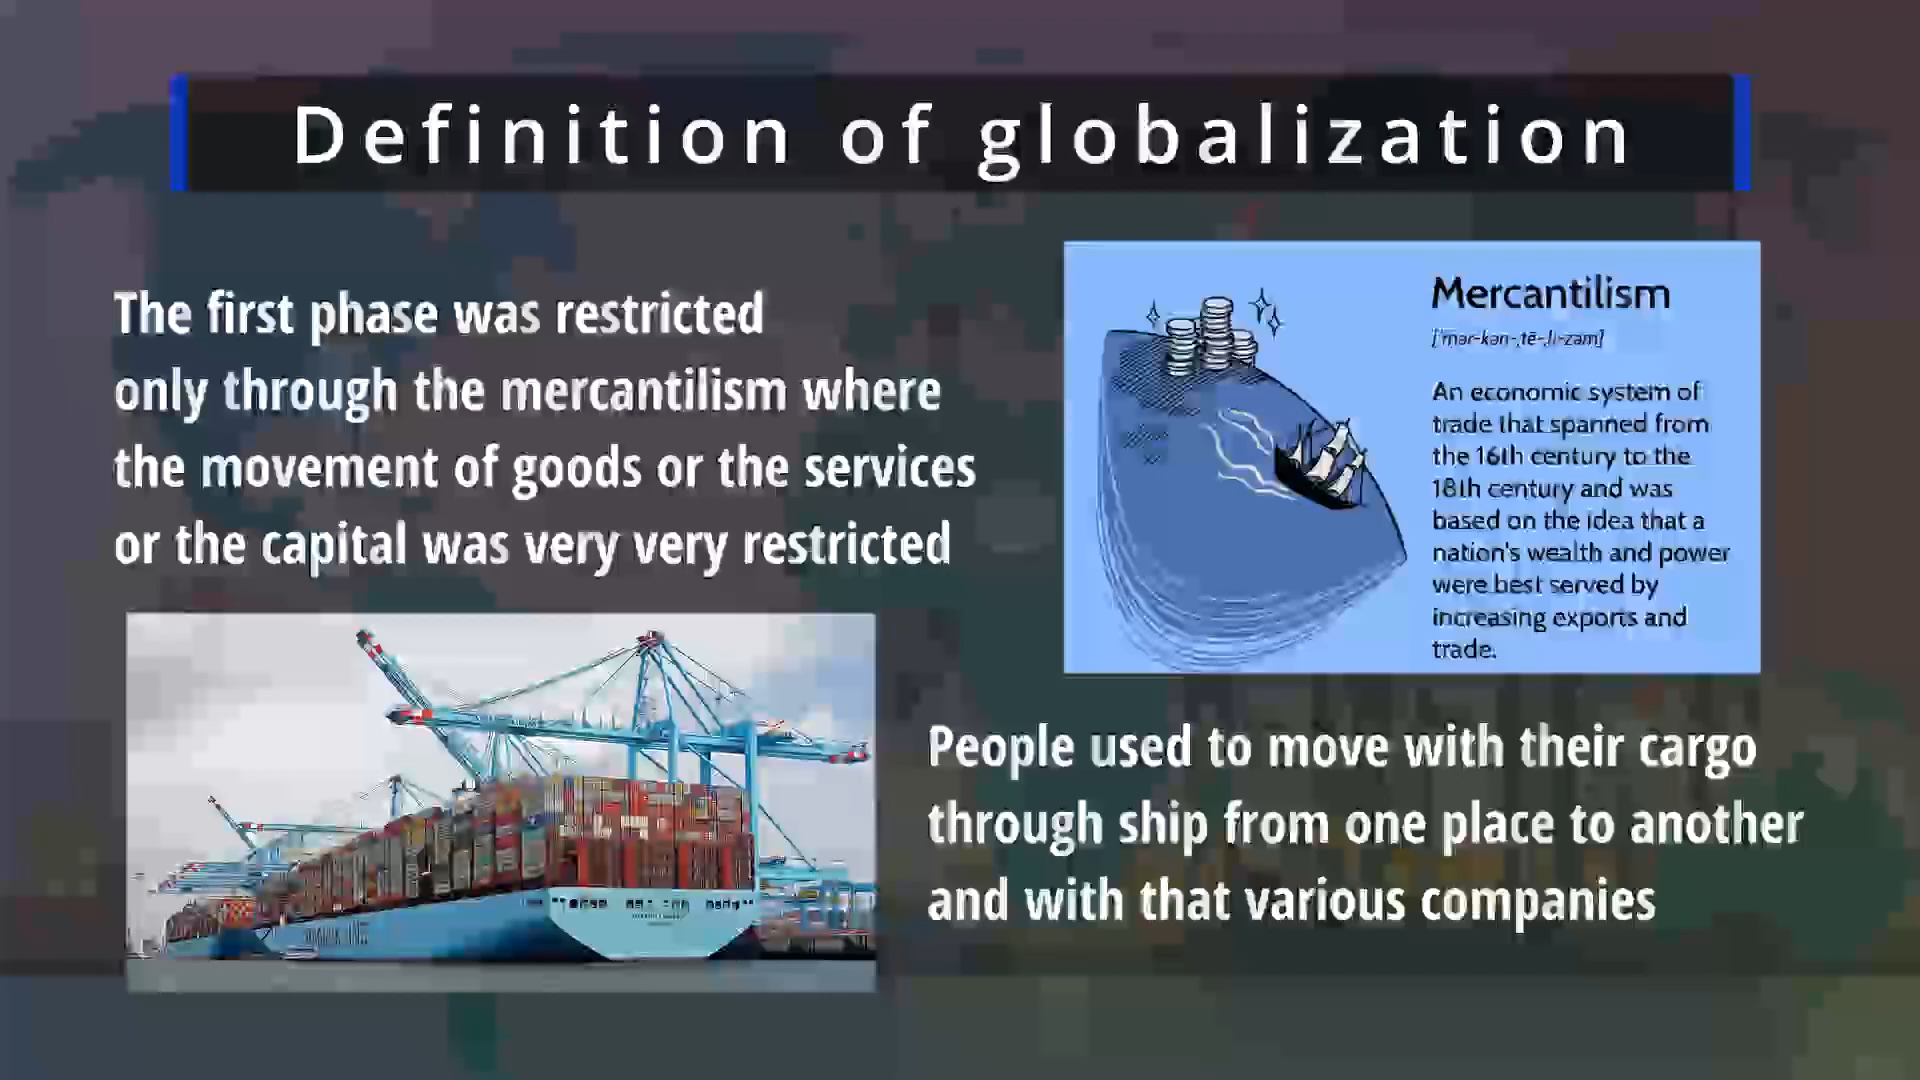 Definition of globalization
The first phase was restricted
only through the mercantilism where
the movement of goods or the services
or the capital was very very restricted
Mercantilism
An economic system of
trade that spanned from
the 16th century to the
18th century and was
based on the idea that a
nation's wealth and power
were best served by
increasing exports and
trade.
People used to move with their cargo
through ship from one place to another
and with that various companies